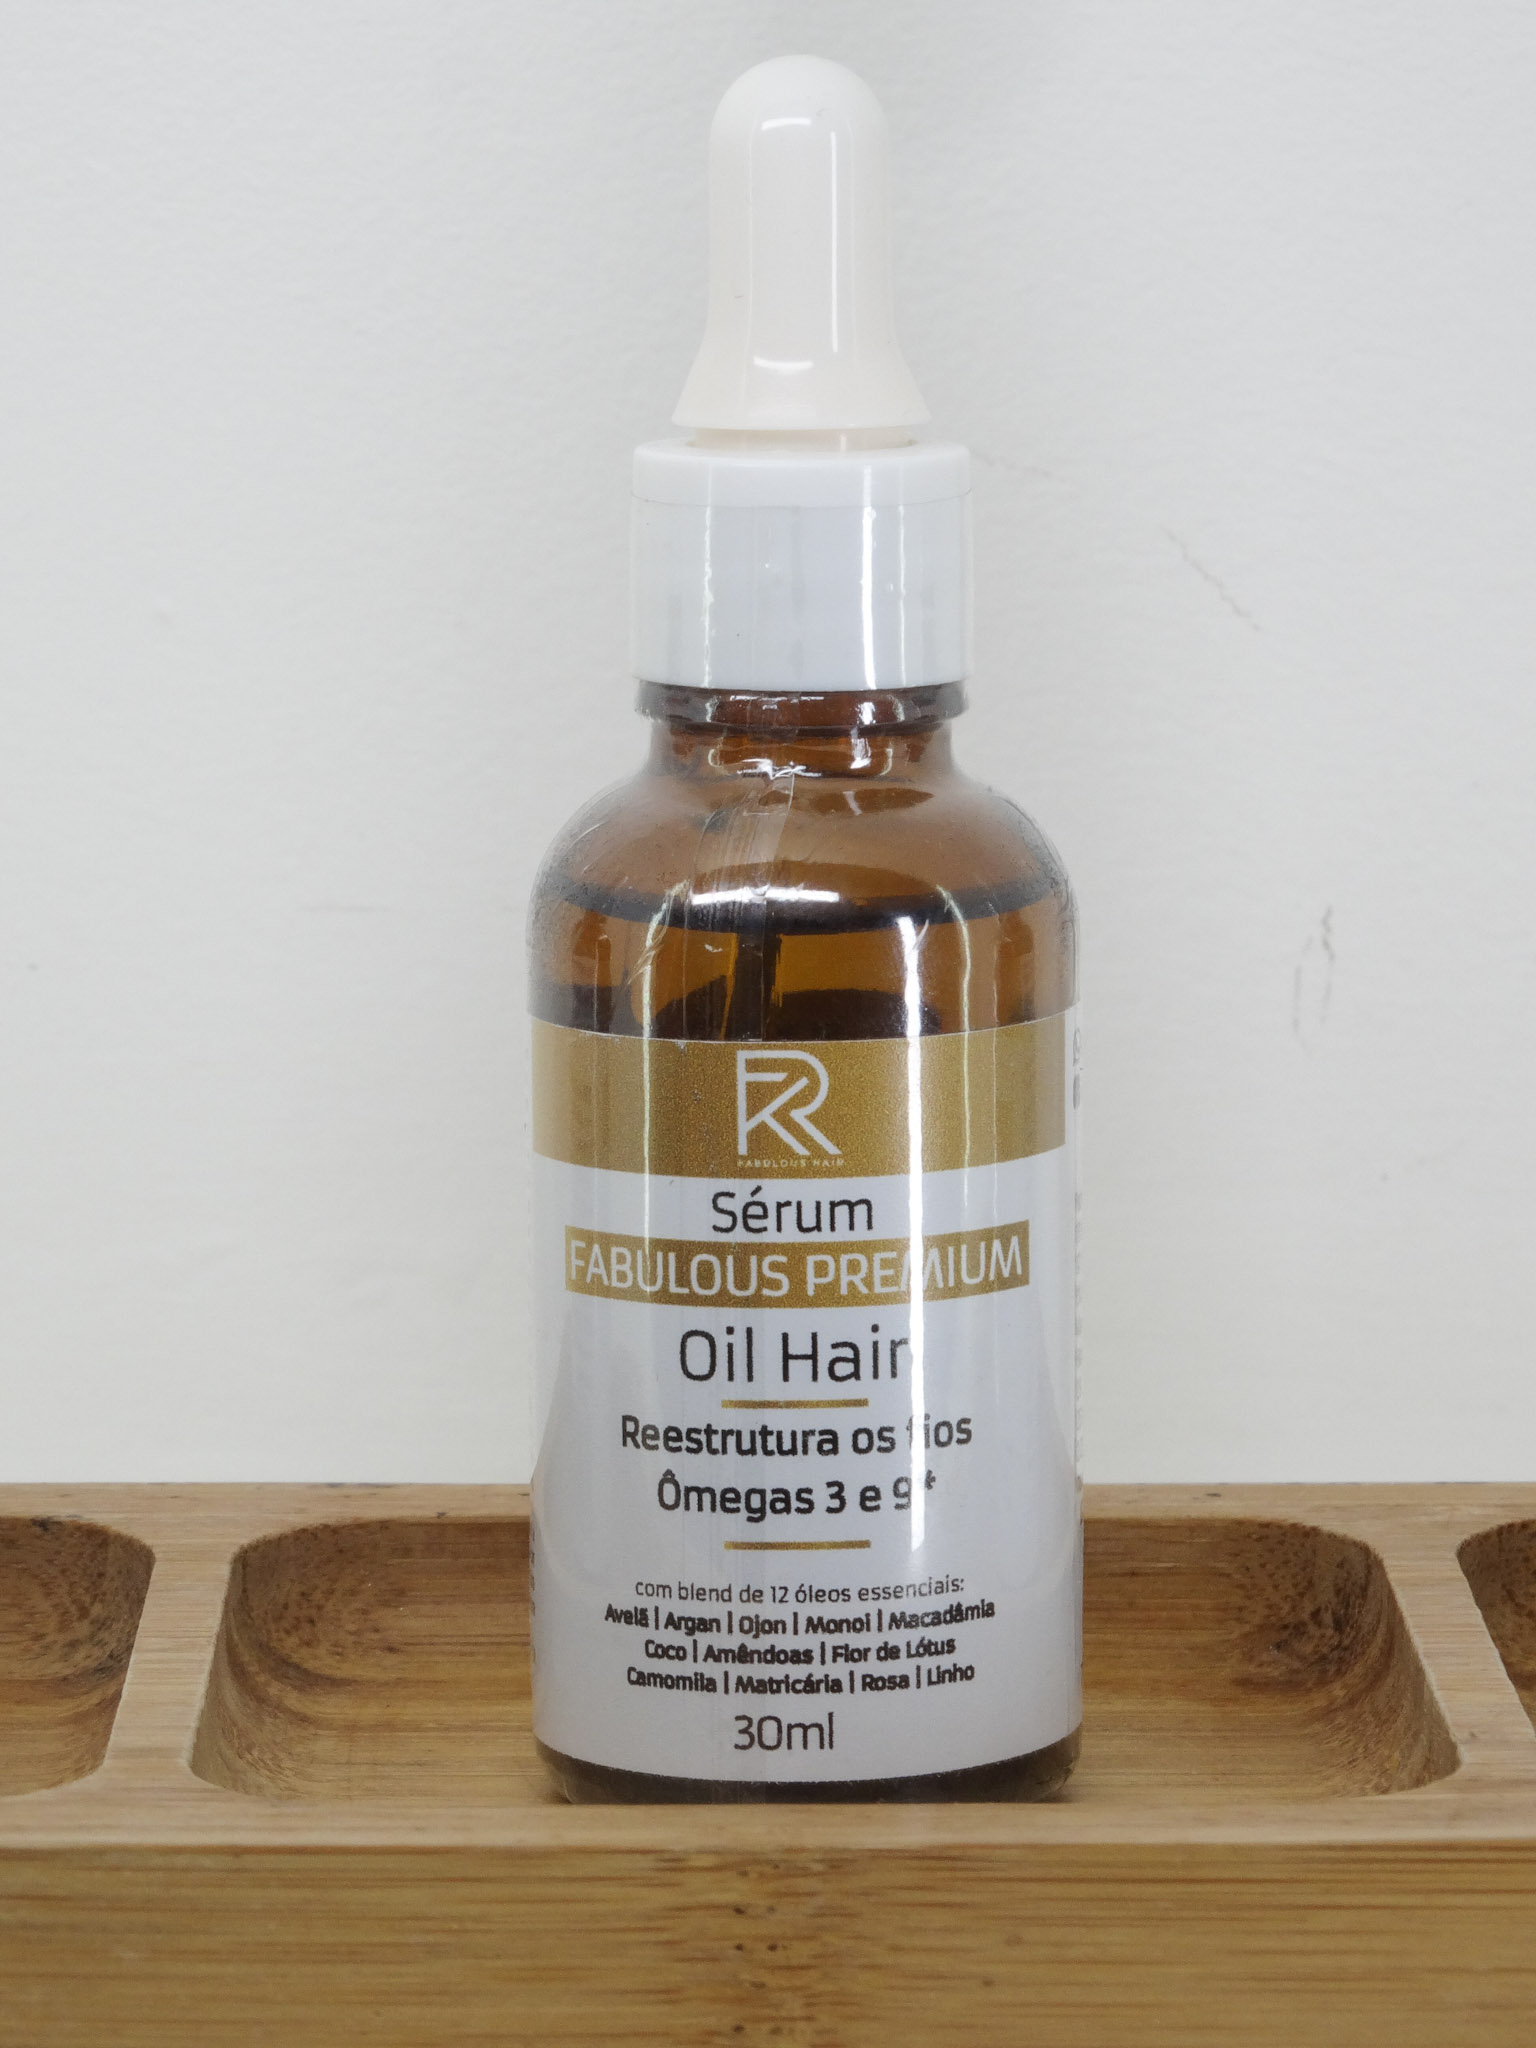 FABULOUS HAIR
Sérum
FABULOUS PREMIUM
Oil Hair
Reestrutura os fios
Ômegas 3 e 9*
com blend de 12 óleos essenciais:
Avelã | Argan | Ojon | Monoi | Macadâmia
Coco | Amêndoas | Flor de Lótus
Camomila | Matricária | Rosa | Linho
30ml